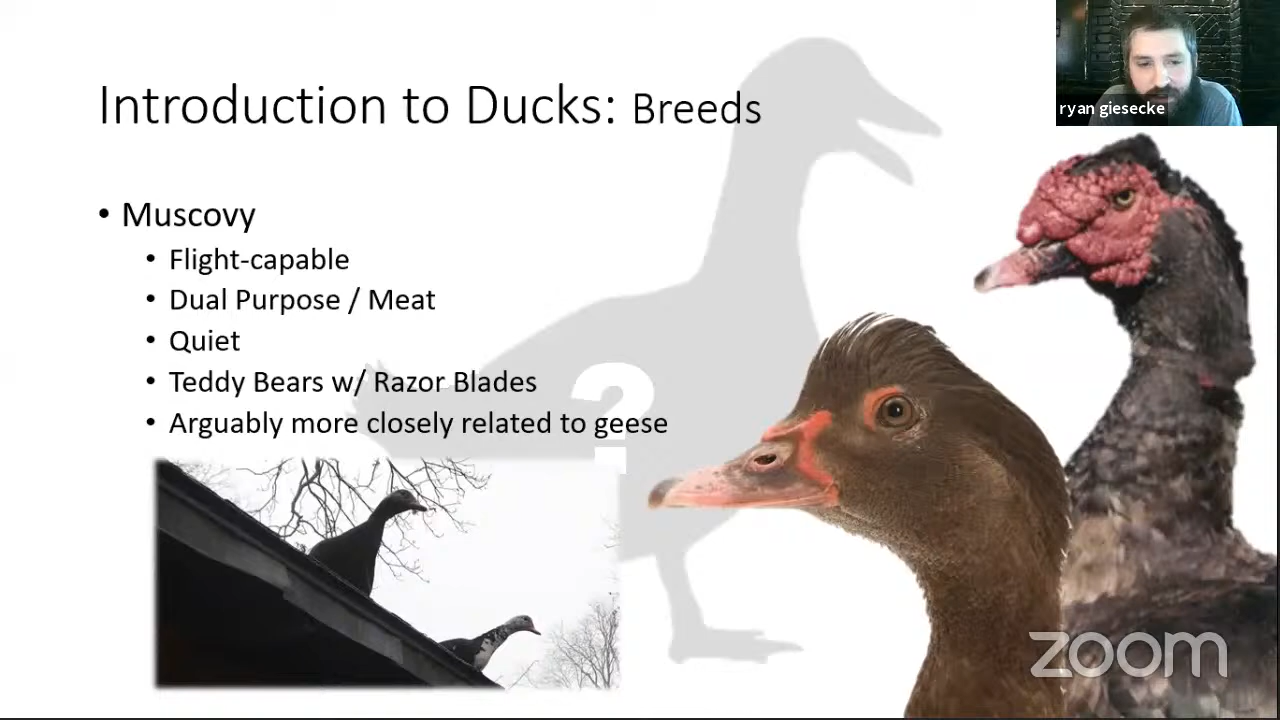 Introduction to Ducks: Breeds
ryan giesecke
• Muscovy
• Flight-capable
• Dual Purpose / Meat
• Quiet
• Teddy Bears w/ Razor Blades
• Arguably more closely related to geese
?
zoom